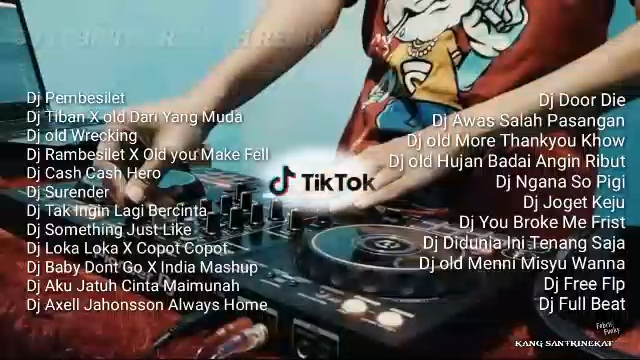 Dj Pembesilet
Dj Tiban X old Dari Yang Muda
Dj old Wrecking
Dj Rambesilet X Old you Make Fell
Dj Cash Cash Hero
Dj Surender
Dj Tak Ingin Lagi Bercinta
Dj Something Just Like
Dj Loka Loka X Copot Copot
Dj Baby Dont Go X India Mashup
Dj Aku Jatuh Cinta Maimunah
Dj Axell Jahonsson Always Home
TikTok
Dj Door Die
Dj Awas Salah Pasangan
Dj old More Thankyou Khow
Dj old Hujan Badai Angin Ribut
Dj Ngana So Pigi
Dj Joget Keju
Dj You Broke Me Frist
Dj Didunia Ini Tenang Saja
Dj old Menni Misyu Wanna
Dj Free Flp
Dj Full Beat
KANG SANTRINEKAT